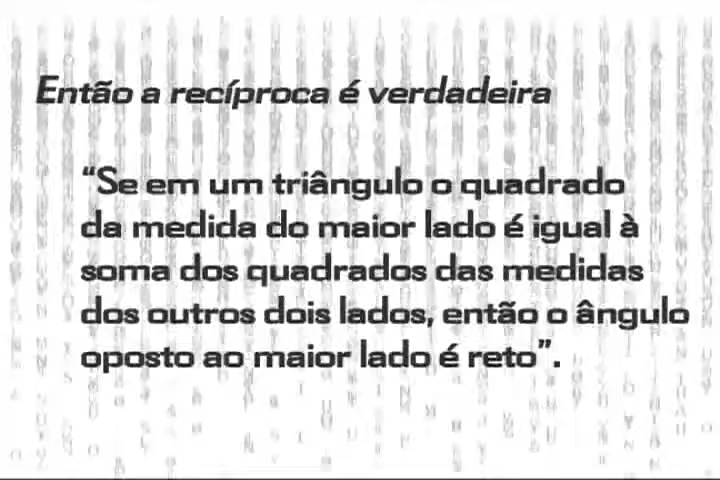 Então a recíproca é verdadeira
“Se em um triângulo o quadrado
da medida do maior lado é igual à
soma dos quadrados das medidas
dos outros dois lados, então o ângulo
oposto ao maior lado é reto”.